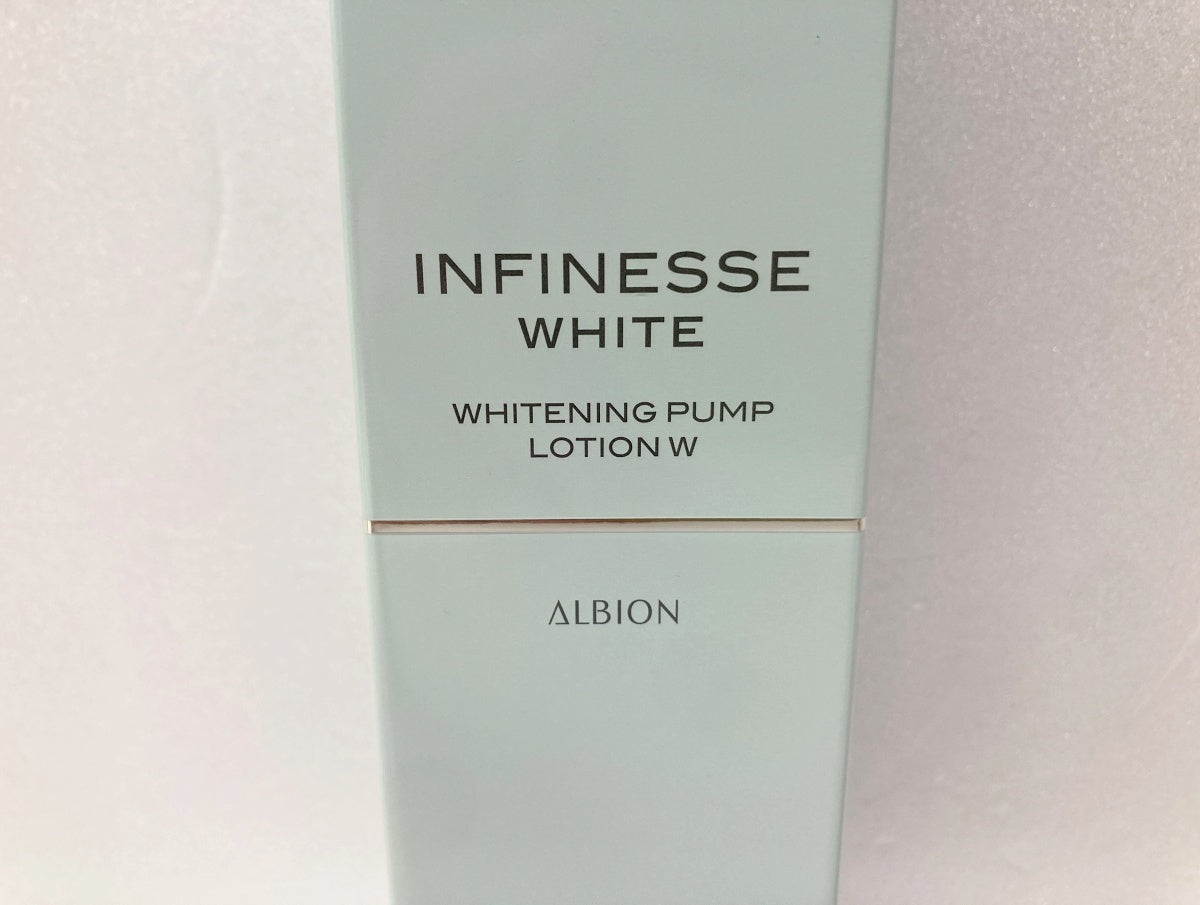 INFINESSE
WHITE
WHITENING PUMP
LOTION W
ALBION